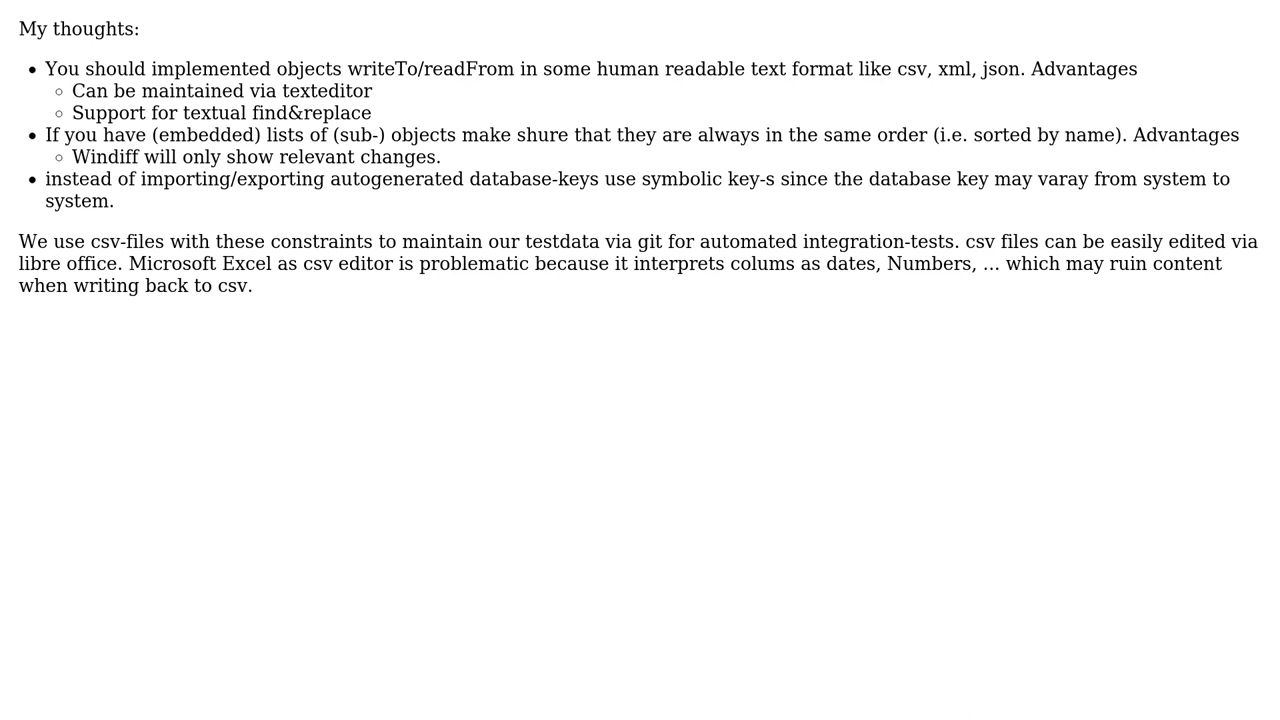 My thoughts:
You should implemented objects writeTo/readFrom in some human readable text format like csv, xml, json. Advantages
Can be maintained via texteditor
Support for textual find&replace
If you have (embedded) lists of (sub-) objects make shure that they are always in the same order (i.e. sorted by name). Advantages
Windiff will only show relevant changes.
instead of importing/exporting autogenerated database-keys use symbolic key-s since the database key may varay from system to
system.
We use csv-files with these constraints to maintain our testdata via git for automated integration-tests. csv files can be easily edited via
libre office. Microsoft Excel as csv editor is problematic because it interprets colums as dates, Numbers, ... which may ruin content
when writing back to csv.